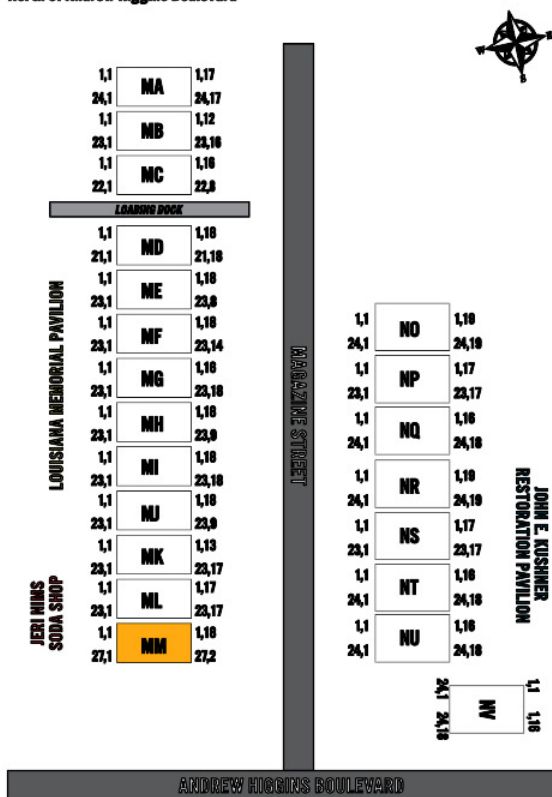 1,1 MA 1,17
24,1 24,17
1,1 MB 1,12
23,1 23,16
1,1 MC 1,16
22,1 22,8
LOADING DOCK
1,1 MD 1,18
21,1 21,18
1,1 ME 1,18
23,1 23,8
1,1 MF 1,18
23,1 23,14
1,1 MG 1,18
23,1 23,18
1,1 MH 1,18
23,1 23,9
1,1 MI 1,18
23,1 23,18
1,1 MJ 1,18
23,1 23,9
1,1 MK 1,13
23,1 23,17
1,1 ML 1,17
23,1 23,17
1,1 MM 1,18
27,1 27,2
LOUISIANA MEMORIAL PAVILION
JERI NIMS
SODA SHOP
MAGAZINE STREET
1,1 NO 1,19
24,1 24,19
1,1 NP 1,17
23,1 23,17
1,1 NQ 1,16
24,1 24,18
1,1 NR 1,19
24,1 24,19
1,1 NS 1,17
23,1 23,17
1,1 NT 1,16
24,1 24,18
1,1 NU 1,16
24,1 24,18
JOHN E. KUSHNER
RESTORATION PAVILION
1,1 NV 1,16
24,1 24,18
ANDREW HIGGINS BOULEVARD